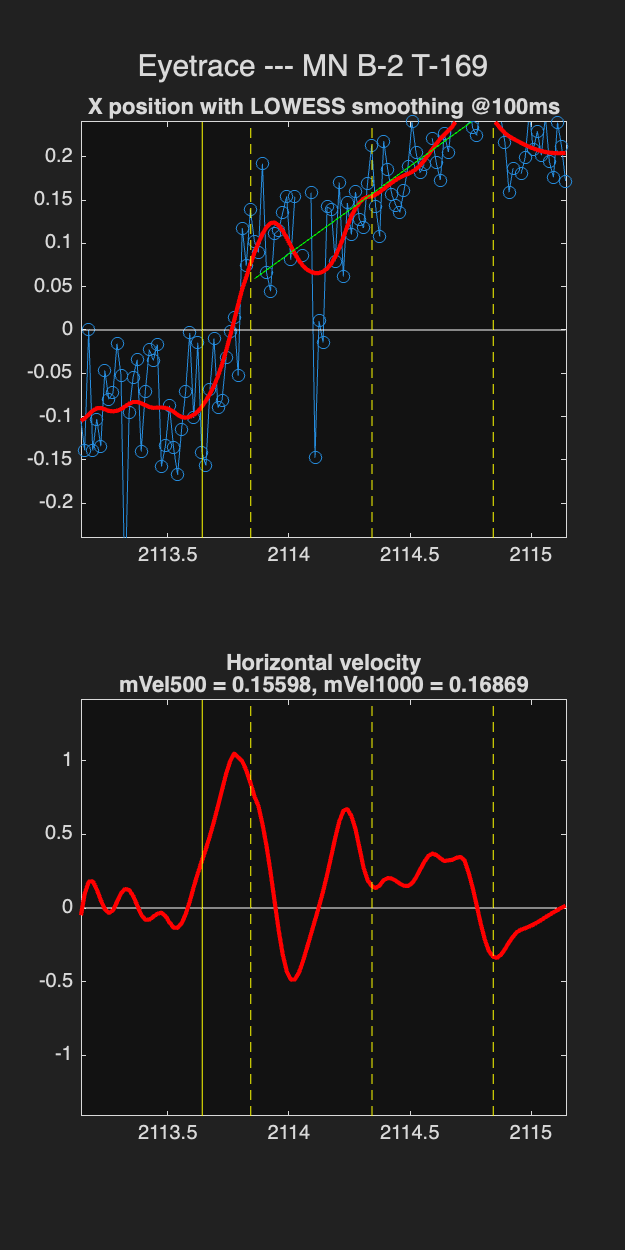 Eyetrace --- MN B-2 T-169
X position with LOWESS smoothing @100ms
0.2
0.15
0.1
0.05
0
-0.05
-0.1
-0.15
-0.2
2113.5 2114 2114.5 2115
Horizontal velocity
mVel500 = 0.15598, mVel1000 = 0.16869
1
0.5
0
-0.5
-1
2113.5 2114 2114.5 2115